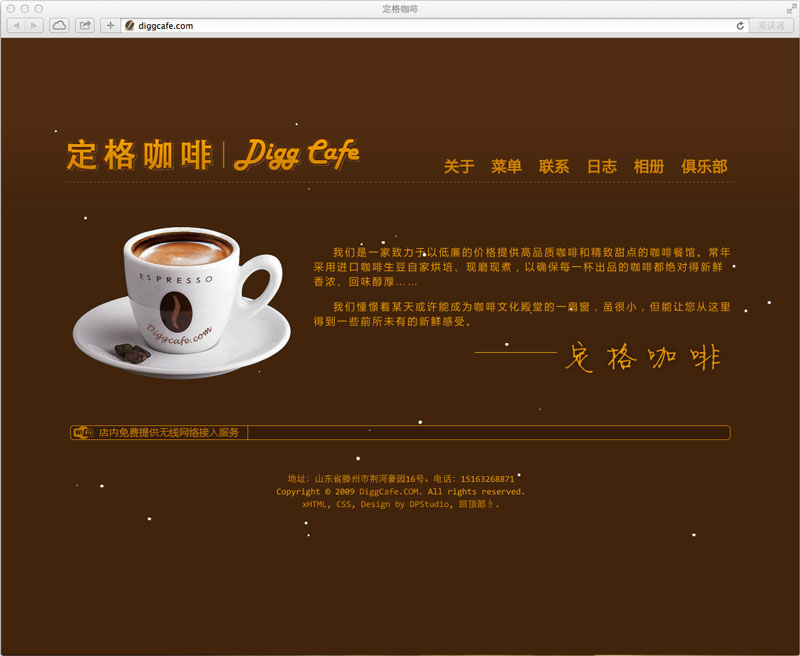 定格咖啡
diggcafe.com
阅读器
定格咖啡 Digg Cafe
关于 菜单 联系 日志 相册 俱乐部
ESPRESSO
Diggcafe.com
我们是一家致力于以低廉的价格提供高品质咖啡和精致甜点的咖啡餐馆。常年
采用进口咖啡生豆自家烘培、现磨现煮，以确保每一杯出品的咖啡都绝对得新鲜
香浓、回味醇厚……
我们憧憬着某天或许能成为咖啡文化殿堂的一扇窗，虽很小，但能让您从这里
得到一些前所未有的新鲜感受。
定格咖啡
WiFi 店内免费提供无线网络接入服务
地址: 山东省滕州市荆河豪园16号。电话: 15163268871
Copyright © 2009 DiggCafe.COM. All rights reserved.
xHTML, CSS, Design by DPStudio, 回顶部☝.